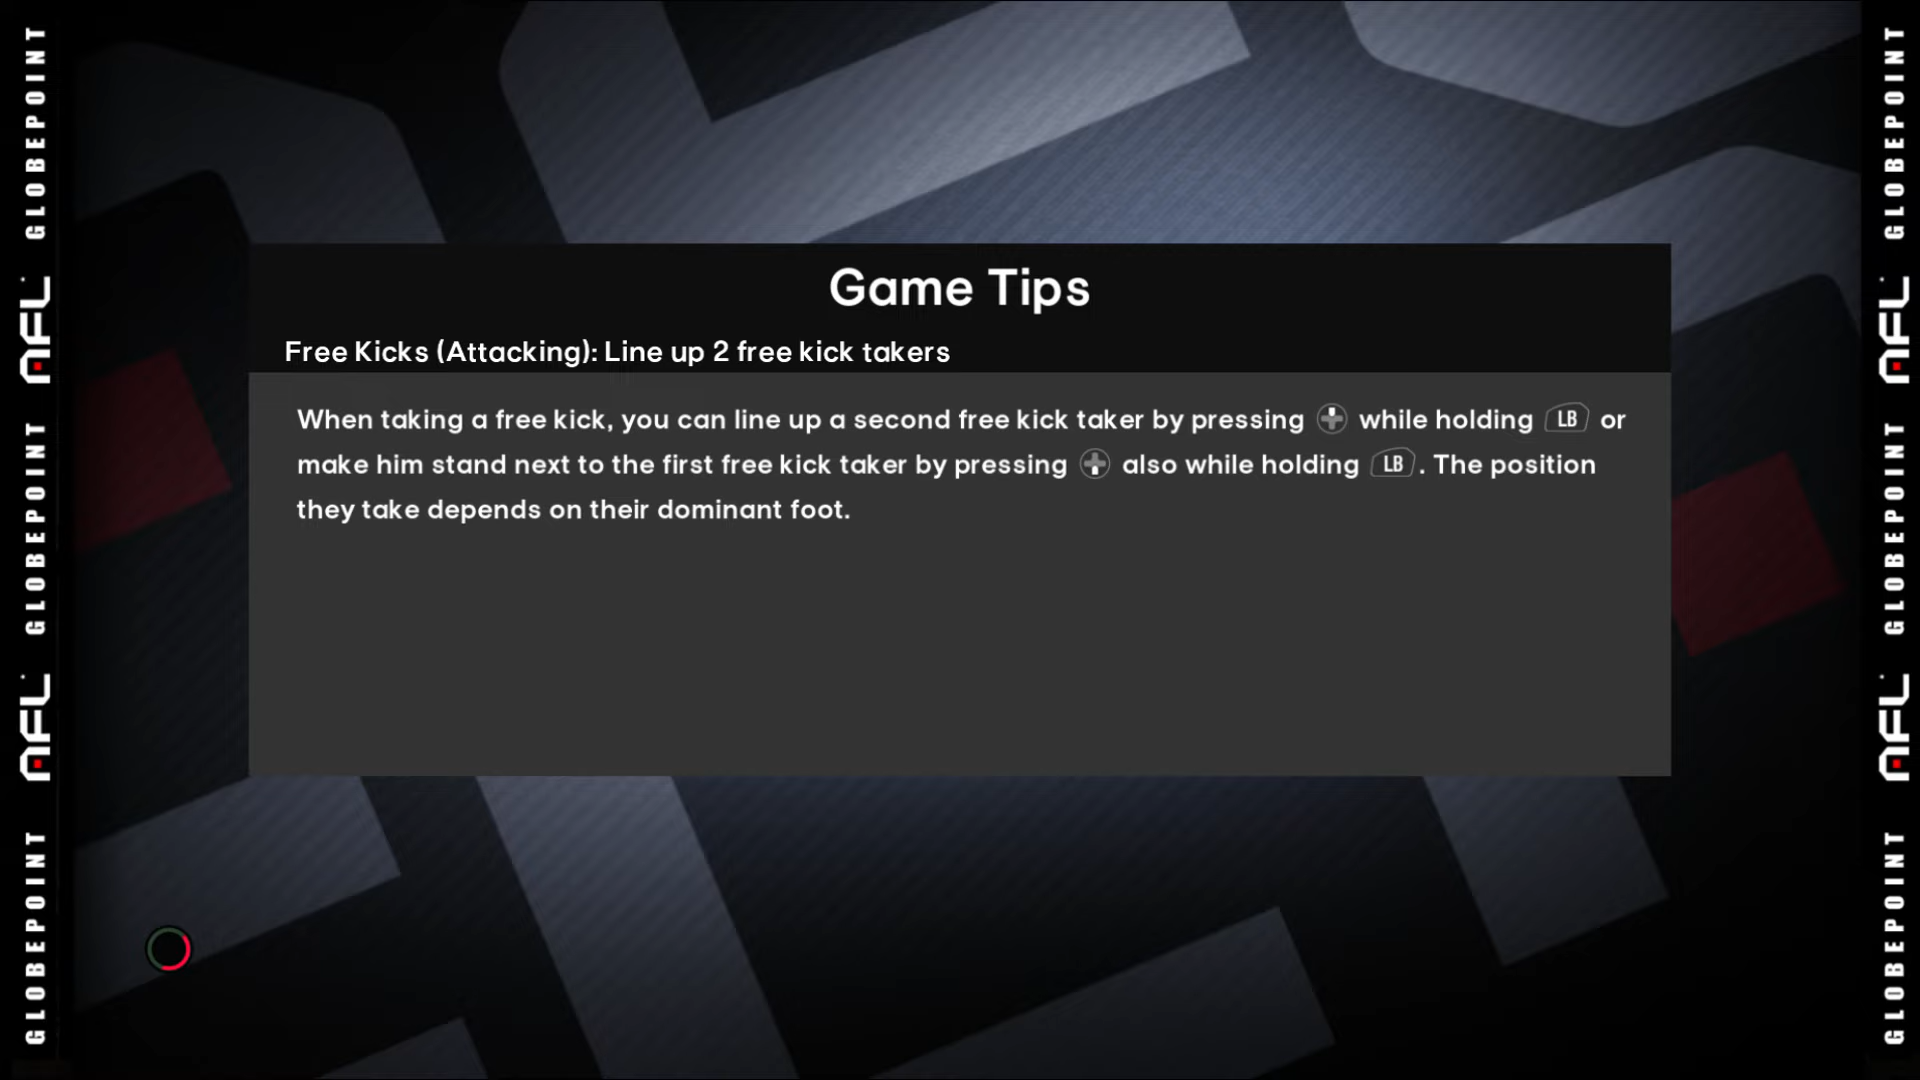 Game Tips
Free Kicks (Attacking): Line up 2 free kick takers
When taking a free kick, you can line up a second free kick taker by pressing while holding LB or
make him stand next to the first free kick taker by pressing also while holding LB. The position
they take depends on their dominant foot.
GLOBEPOINT
AFL
GLOBEPOINT
AFL
GLOBEPOINT
GLOBEPOINT
AFL
GLOBEPOINT
AFL
GLOBEPOINT